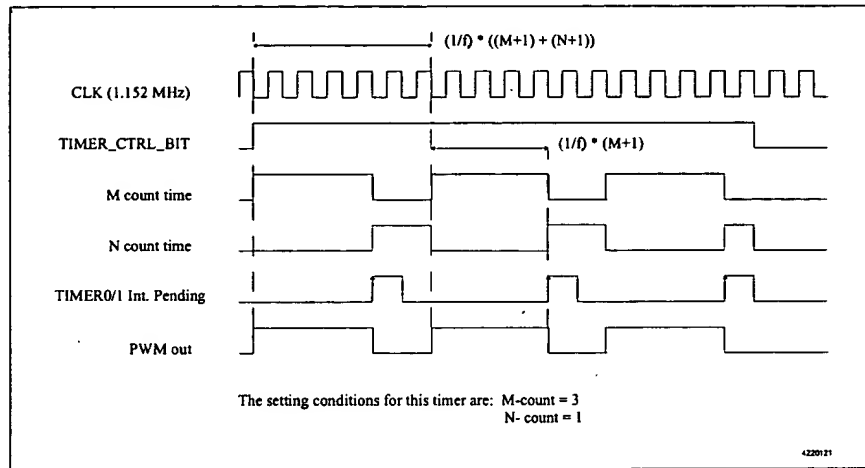 (1/f) * ((M+1) + (N+1))
CLK (1.152 MHz)
TIMER_CTRL_BIT
(1/f) * (M+1)
M count time
N count time
TIMER0/1 Int. Pending
PWM out
The setting conditions for this timer are: M-count = 3
N- count = 1
4220121